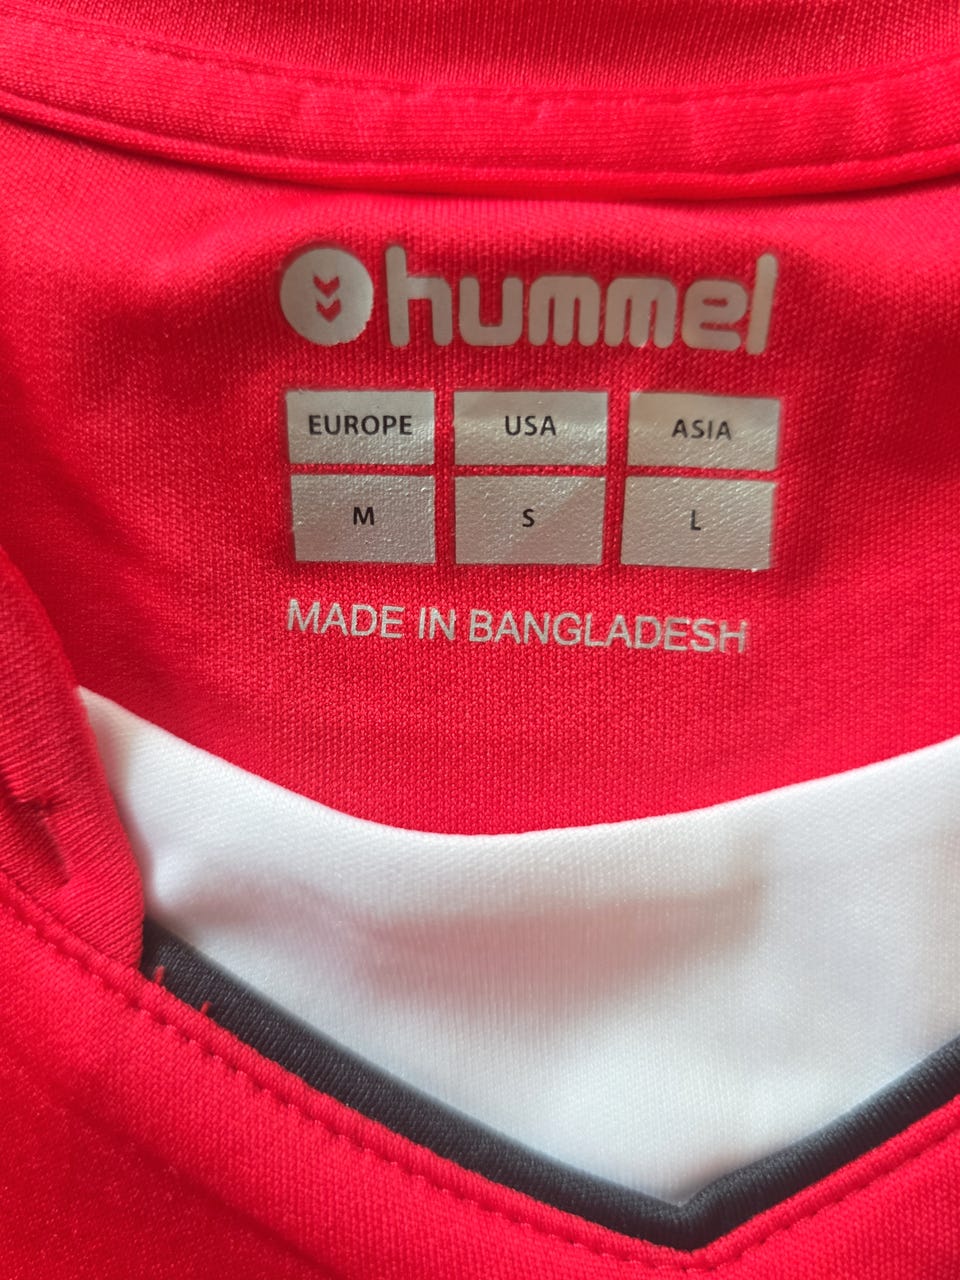 hummel
EUROPE USA ASIA
M S L
MADE IN BANGLADESH